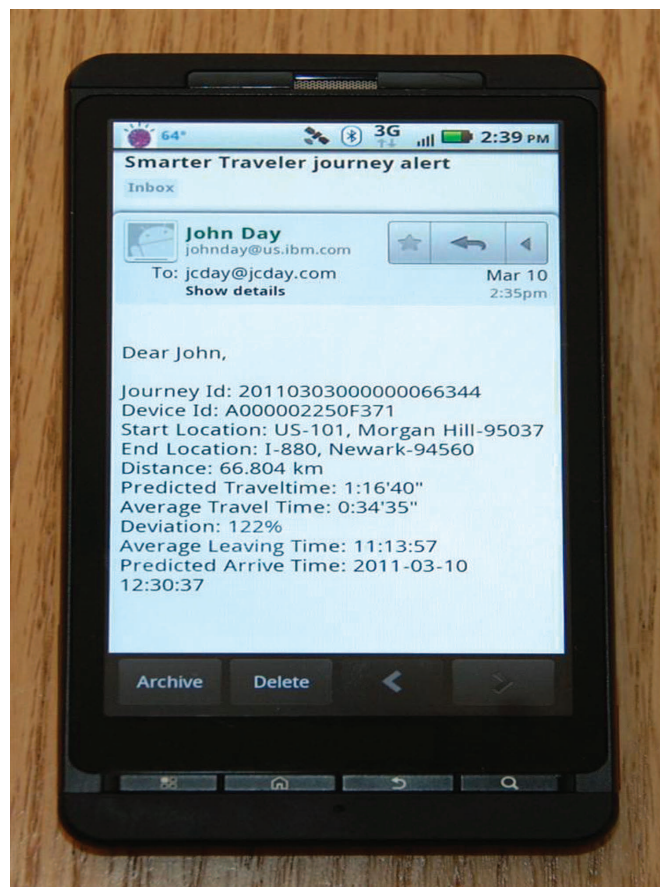 64°
3G
2:39 PM
Smarter Traveler journey alert
Inbox
John Day
johnday@us.ibm.com
To: jcday@jcday.com
Mar 10
Show details
2:35pm
Dear John,
Journey Id: 20110303000000066344
Device Id: A000002250F371
Start Location: US-101, Morgan Hill-95037
End Location: I-880, Newark-94560
Distance: 66.804 km
Predicted Traveltime: 1:16'40"
Average Travel Time: 0:34'35"
Deviation: 122%
Average Leaving Time: 11:13:57
Predicted Arrive Time: 2011-03-10
12:30:37
Archive
Delete